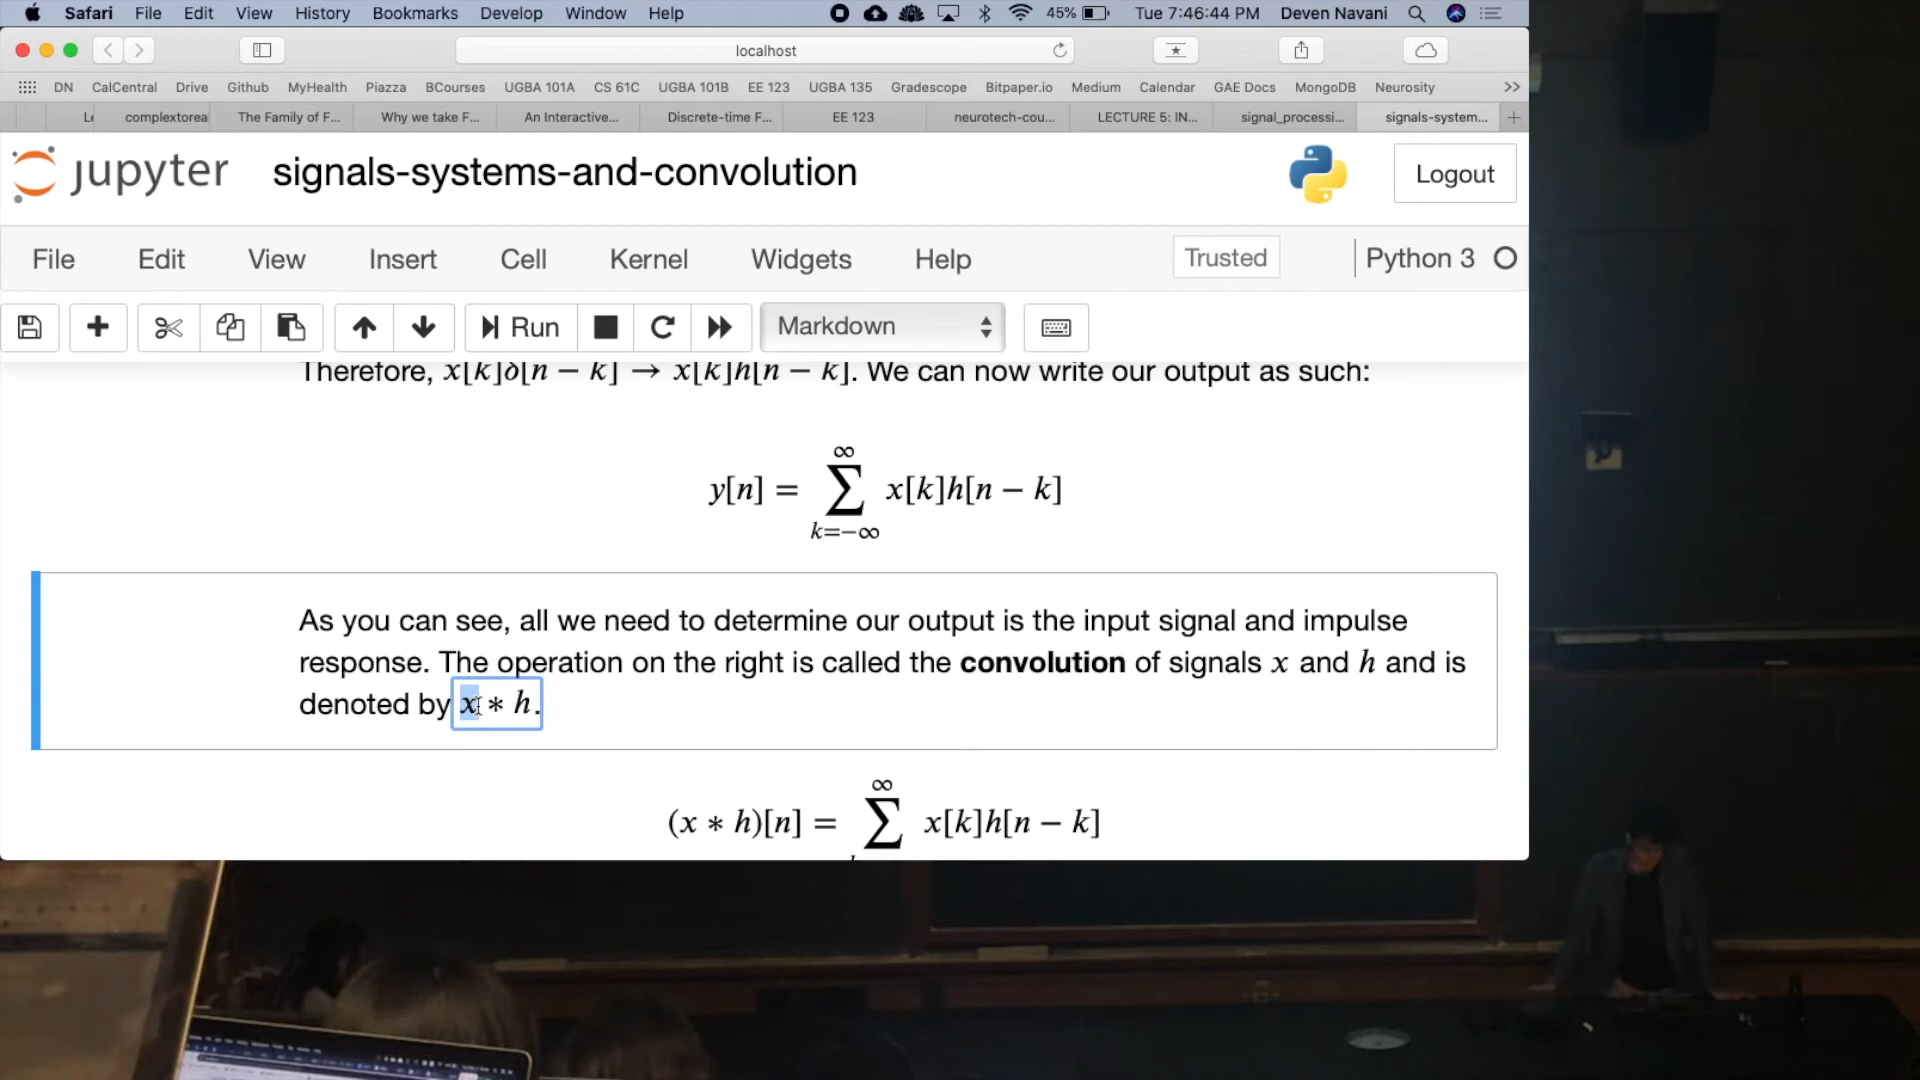 Safari File Edit View History Bookmarks Develop Window Help 45% Tue 7:46:44 PM Deven Navani
localhost
DN CalCentral Drive Github MyHealth Piazza BCourses UGBA 101A CS 61C UGBA 101B EE 123 UGBA 135 Gradescope Bitpaper.io Medium Calendar GAE Docs MongoDB Neurosity
complextorea The Family of F... Why we take F... An Interactive... Discrete-time F... EE 123 neurotech-cou... LECTURE 5: IN... signal_processi... signals-system...
jupyter signals-systems-and-convolution Logout
File Edit View Insert Cell Kernel Widgets Help Trusted Python 3
Run Markdown
Therefore, x[k]δ[n − k] → x[k]h[n − k]. We can now write our output as such:
y[n] = ∑_{k=−∞}^{∞} x[k]h[n − k]
As you can see, all we need to determine our output is the input signal and impulse
response. The operation on the right is called the convolution of signals x and h and is
denoted by x ∗ h.
(x ∗ h)[n] = ∑^{∞} x[k]h[n − k]